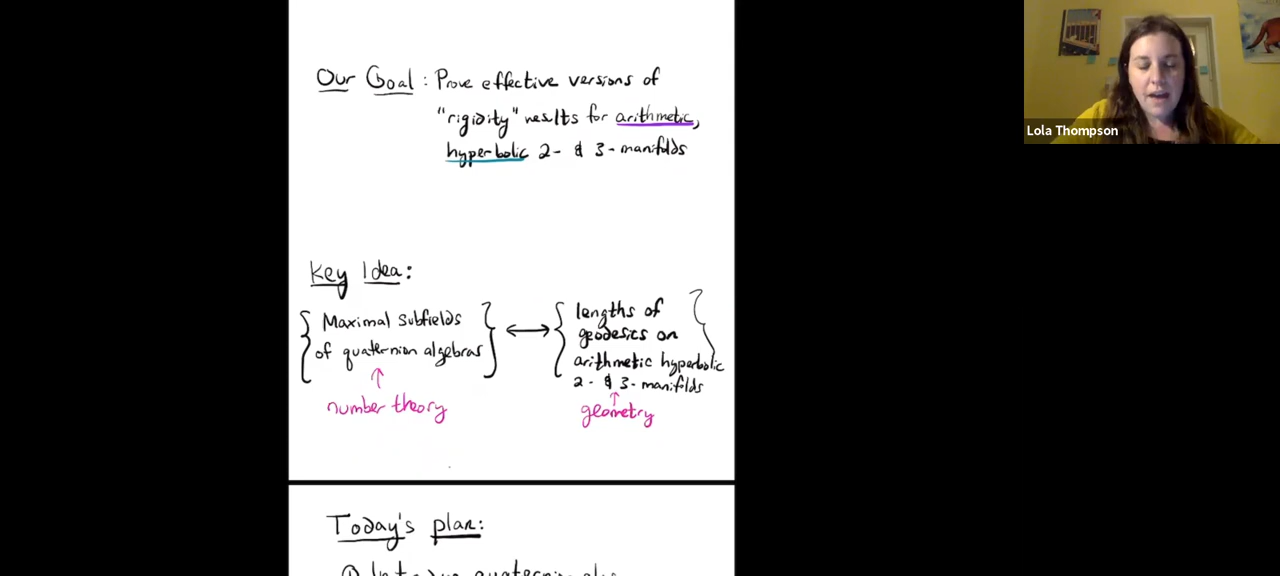 Our Goal: Prove effective versions of
"rigidity" results for arithmetic,
hyperbolic 2- & 3-manifolds
Key Idea:
{ Maximal subfields
of quaternion algebras } ↔ { lengths of
geodesics on
arithmetic hyperbolic
2- & 3-manifolds }
↑
number theory
↑
geometry
Today's plan:
Lola Thompson